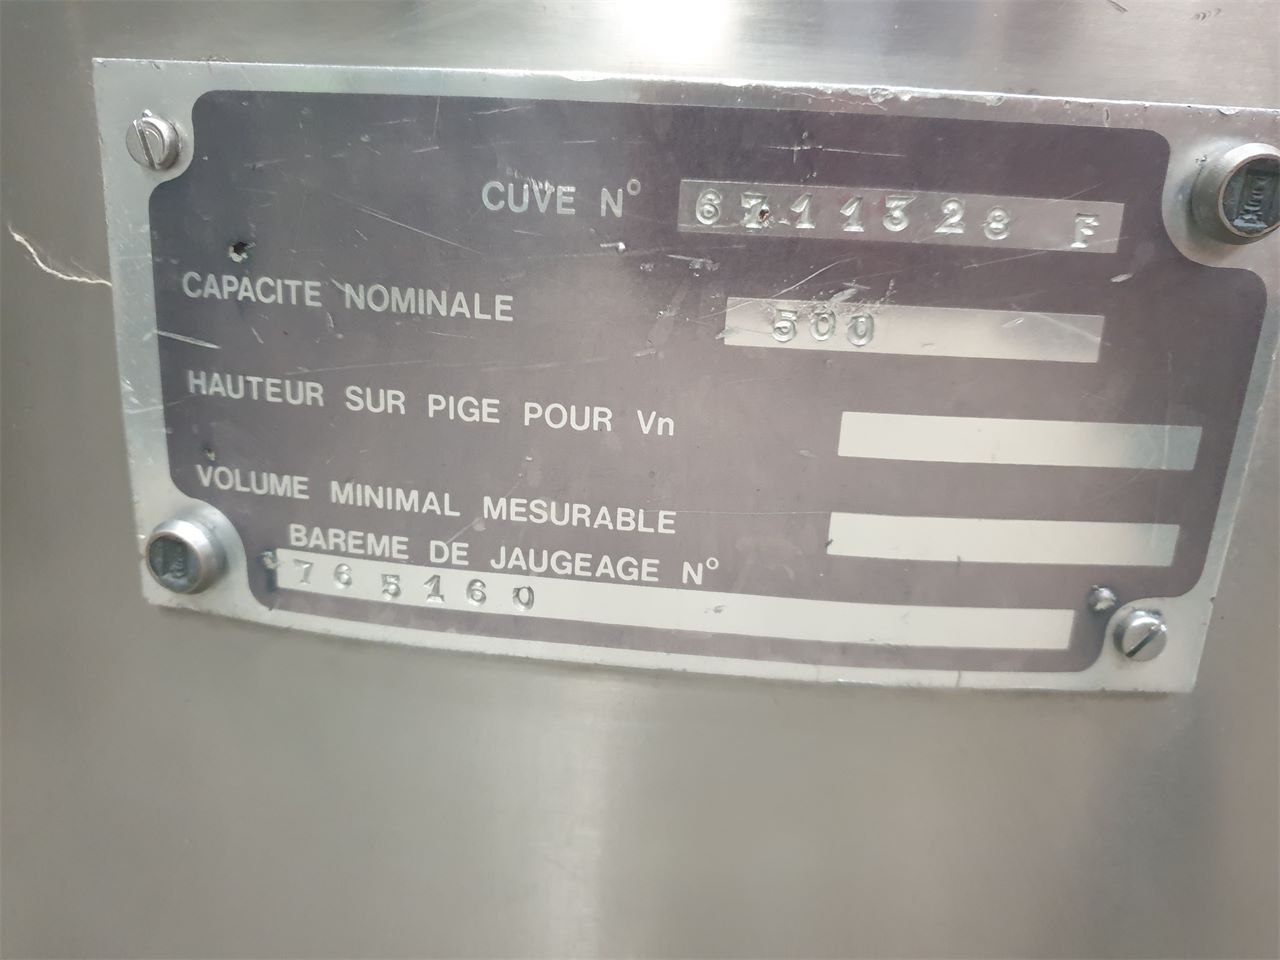 CUVE N° 6711328 F
CAPACITE NOMINALE 500
HAUTEUR SUR PIGE POUR Vn
VOLUME MINIMAL MESURABLE
BAREME DE JAUGEAGE N°
765160